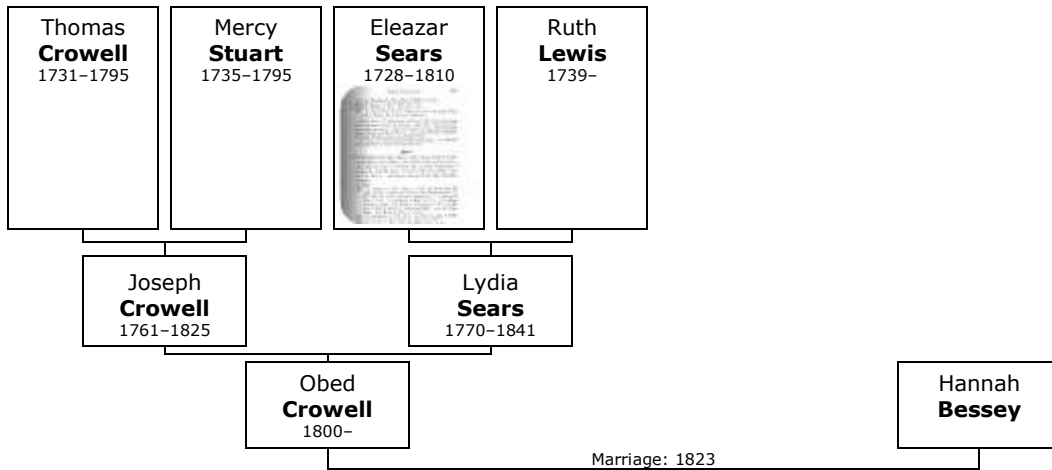 Thomas
Crowell
1731–1795
Mercy
Stuart
1735–1795
Eleazar
Sears
1728–1810
Ruth
Lewis
1739–
Joseph
Crowell
1761–1825
Lydia
Sears
1770–1841
Obed
Crowell
1800–
Hannah
Bessey
Marriage: 1823